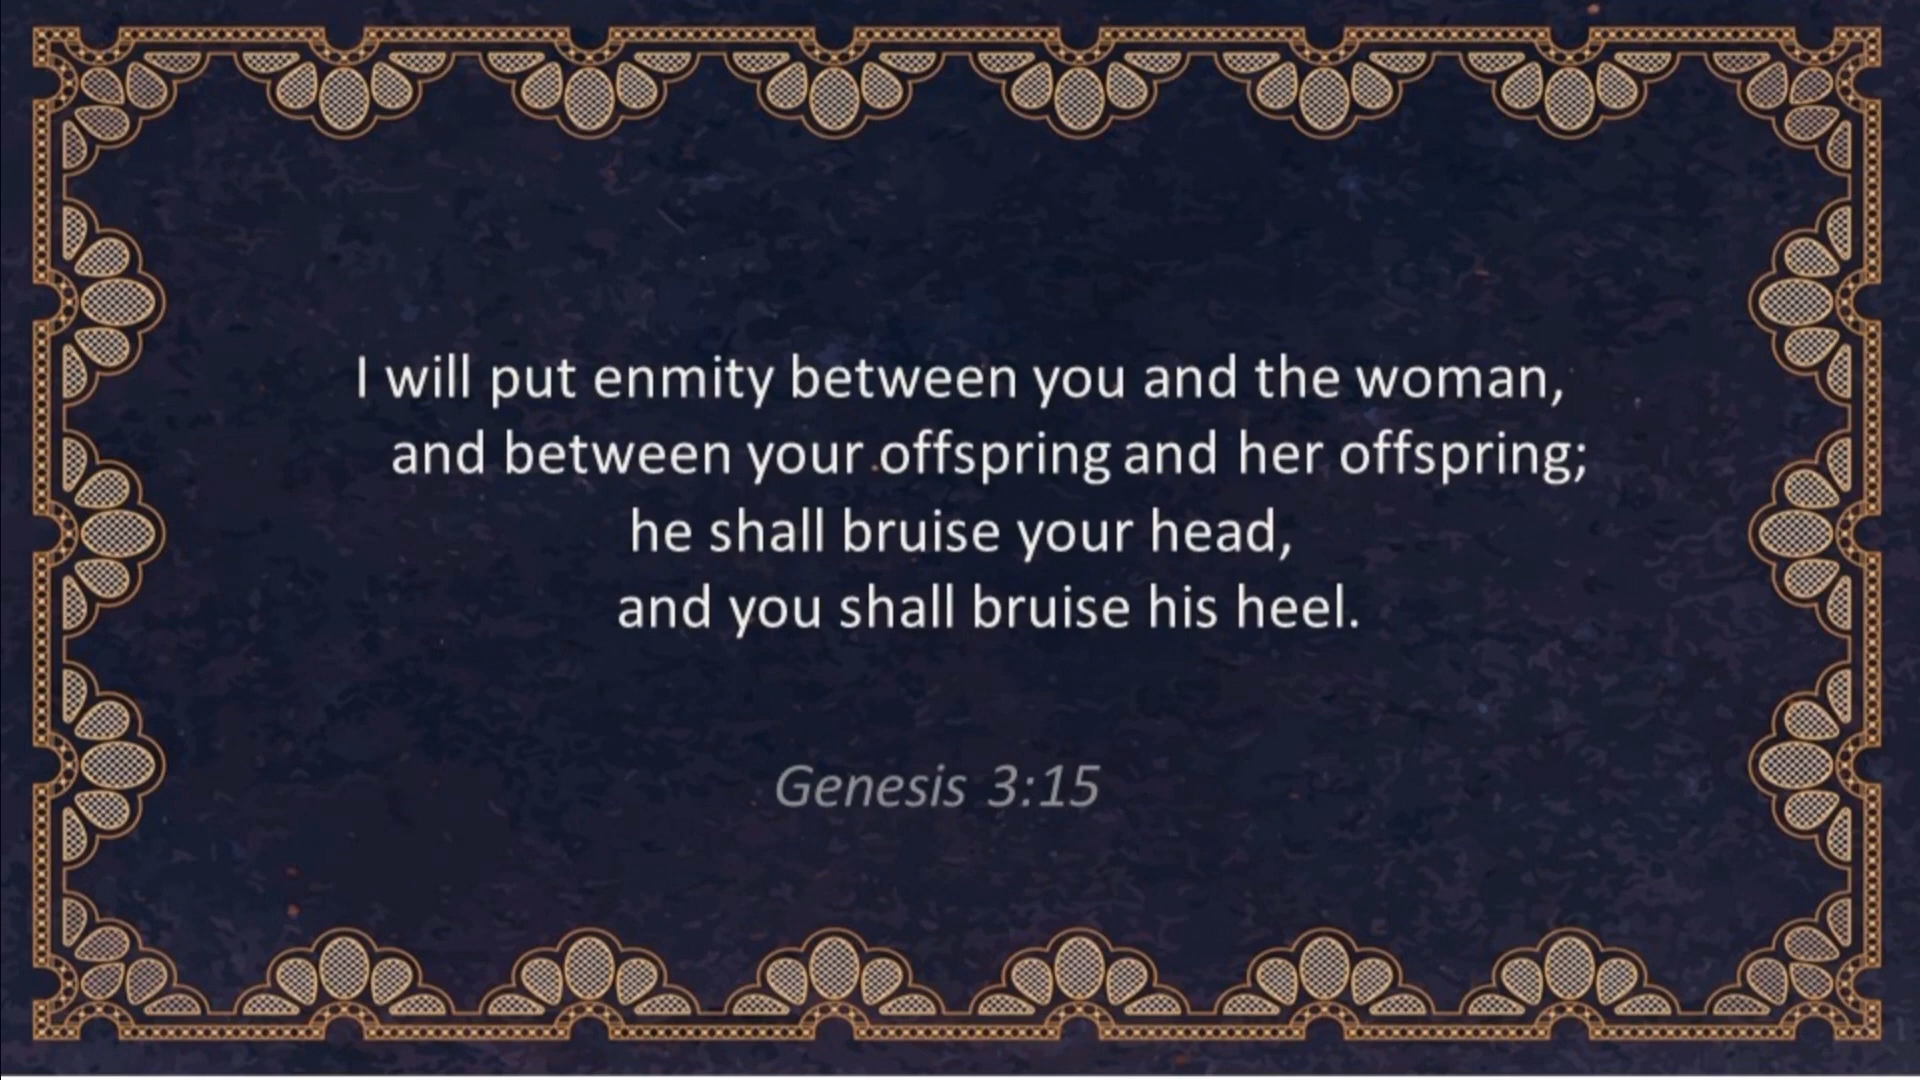 I will put enmity between you and the woman,
and between your offspring and her offspring;
he shall bruise your head,
and you shall bruise his heel.
Genesis 3:15